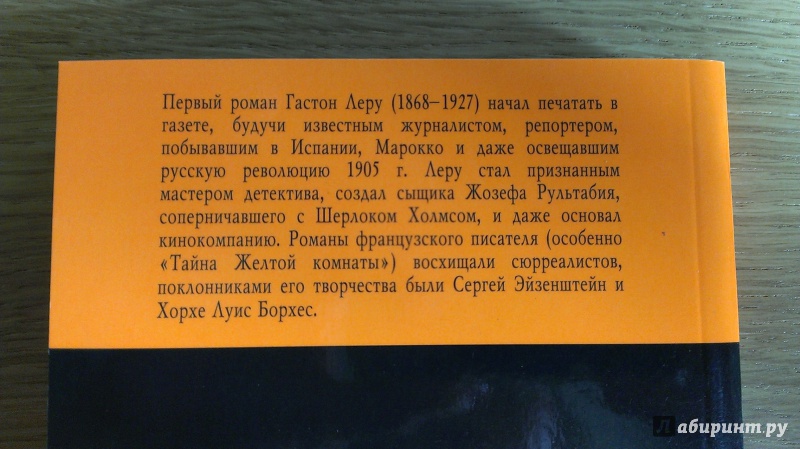 Первый роман Гастон Леру (1868–1927) начал печатать в
газете, будучи известным журналистом, репортером,
побывавшим в Испании, Марокко и даже освещавшим
русскую революцию 1905 г. Леру стал признанным
мастером детектива, создал сыщика Жозефа Рультабия,
соперничавшего с Шерлоком Холмсом, и даже основал
кинокомпанию. Романы французского писателя (особенно
«Тайна Желтой комнаты») восхищали сюрреалистов,
поклонниками его творчества были Сергей Эйзенштейн и
Хорхе Луис Борхес.
Лабиринт.ру